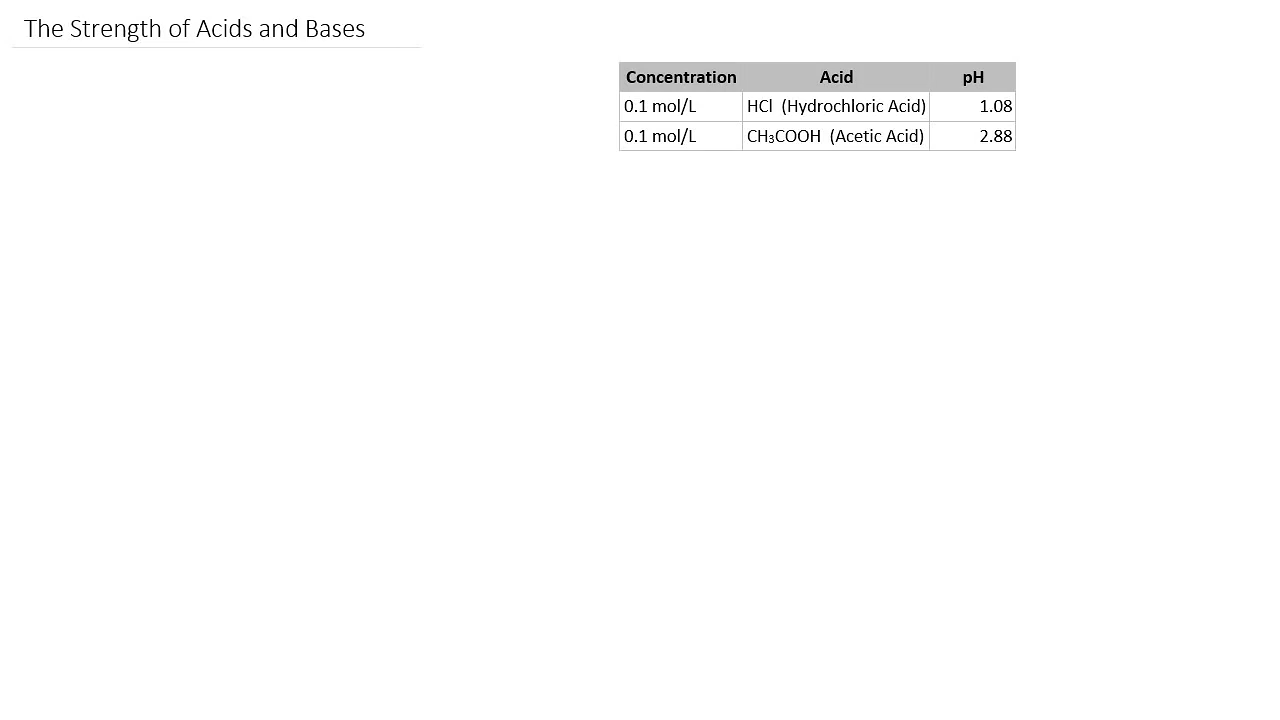 The Strength of Acids and Bases
Concentration Acid pH
0.1 mol/L HCl (Hydrochloric Acid) 1.08
0.1 mol/L CH₃COOH (Acetic Acid) 2.88